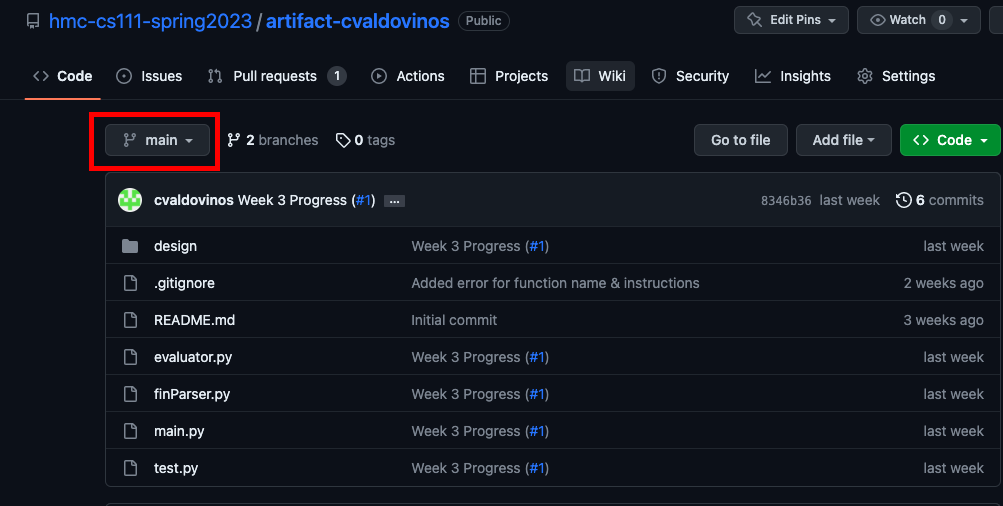 hmc-cs111-spring2023 / artifact-cvaldovinos Public Edit Pins Watch 0
Code Issues Pull requests 1 Actions Projects Wiki Security Insights Settings
main 2 branches 0 tags Go to file Add file Code
cvaldovinos Week 3 Progress (#1) ... 8346b36 last week 6 commits
design Week 3 Progress (#1) last week
.gitignore Added error for function name & instructions 2 weeks ago
README.md Initial commit 3 weeks ago
evaluator.py Week 3 Progress (#1) last week
finParser.py Week 3 Progress (#1) last week
main.py Week 3 Progress (#1) last week
test.py Week 3 Progress (#1) last week